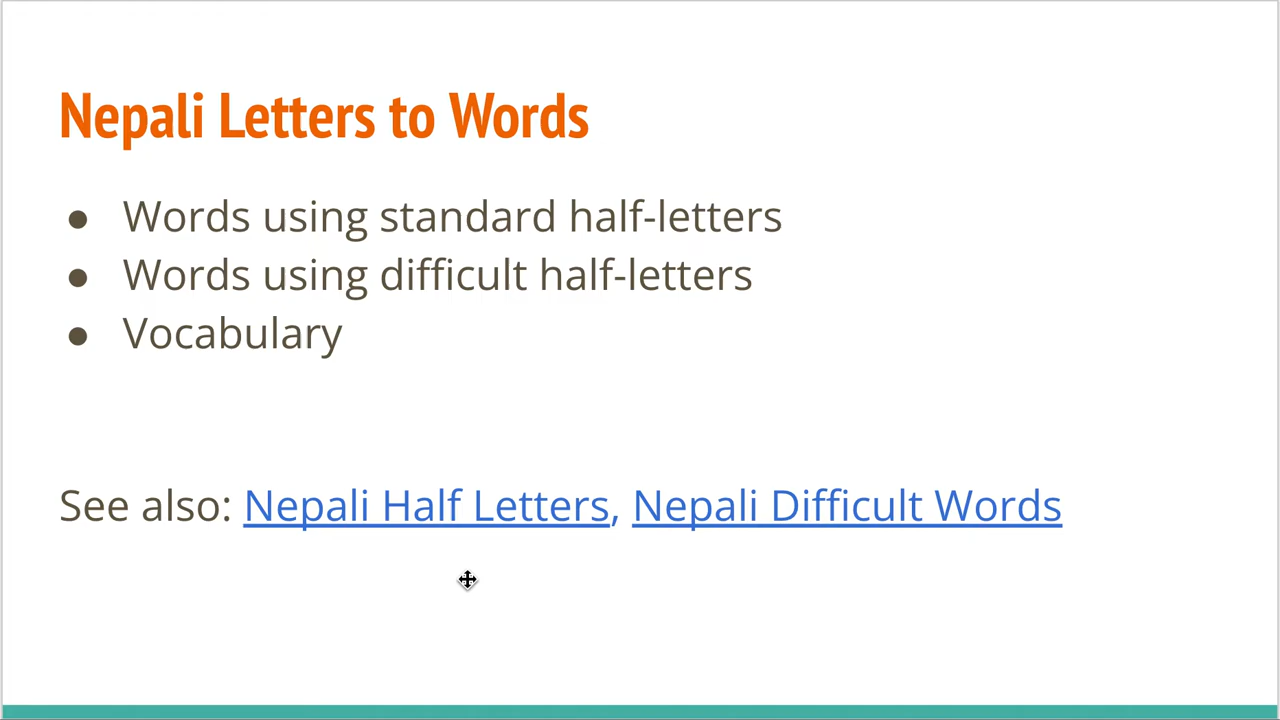 Nepali Letters to Words
● Words using standard half-letters
● Words using difficult half-letters
● Vocabulary
See also: Nepali Half Letters, Nepali Difficult Words